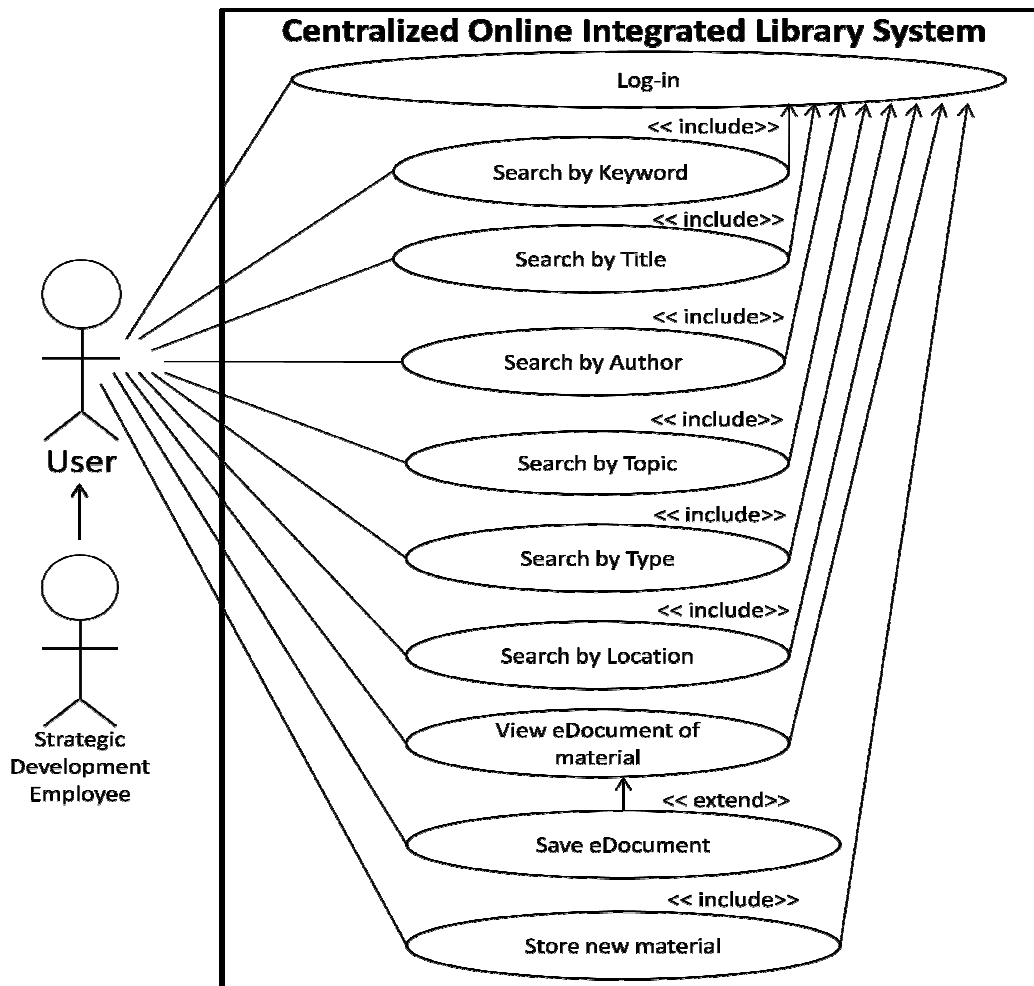 Centralized Online Integrated Library System
Log-in
<< include>>
Search by Keyword
<< include>>
Search by Title
<< include>>
Search by Author
<< include>>
Search by Topic
<< include>>
Search by Type
<< include>>
Search by Location
View eDocument of
material
<< extend>>
Save eDocument
<< include>>
Store new material
User
Strategic
Development
Employee